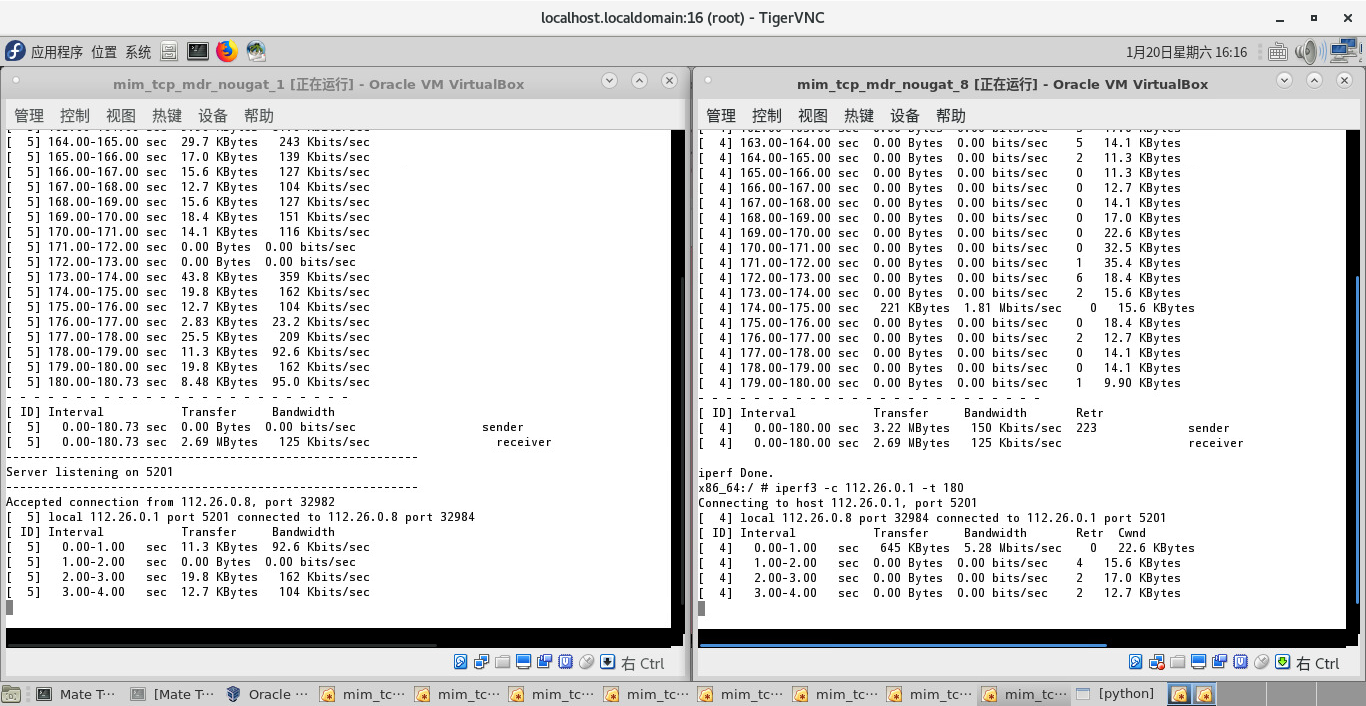 localhost.localdomain:16 (root) - TigerVNC
应用程序 位置 系统
1月20日星期六 16:16
mim_tcp_mdr_nougat_1 [正在运行] - Oracle VM VirtualBox
管理 控制 视图 热键 设备 帮助
[  5] 164.00-165.00 sec  29.7 KBytes   243 Kbits/sec
[  5] 165.00-166.00 sec  17.0 KBytes   139 Kbits/sec
[  5] 166.00-167.00 sec  15.6 KBytes   127 Kbits/sec
[  5] 167.00-168.00 sec  12.7 KBytes   104 Kbits/sec
[  5] 168.00-169.00 sec  15.6 KBytes   127 Kbits/sec
[  5] 169.00-170.00 sec  18.4 KBytes   151 Kbits/sec
[  5] 170.00-171.00 sec  14.1 KBytes   116 Kbits/sec
[  5] 171.00-172.00 sec  0.00 Bytes  0.00 bits/sec
[  5] 172.00-173.00 sec  0.00 Bytes  0.00 bits/sec
[  5] 173.00-174.00 sec  43.8 KBytes   359 Kbits/sec
[  5] 174.00-175.00 sec  19.8 KBytes   162 Kbits/sec
[  5] 175.00-176.00 sec  12.7 KBytes   104 Kbits/sec
[  5] 176.00-177.00 sec  2.83 KBytes  23.2 Kbits/sec
[  5] 177.00-178.00 sec  25.5 KBytes   209 Kbits/sec
[  5] 178.00-179.00 sec  11.3 KBytes  92.6 Kbits/sec
[  5] 179.00-180.00 sec  19.8 KBytes   162 Kbits/sec
[  5] 180.00-180.73 sec  8.48 KBytes  95.0 Kbits/sec
- - - - - - - - - - - - - - - - - - - - - - - - -
[ ID] Interval           Transfer     Bandwidth
[  5]   0.00-180.73 sec  0.00 Bytes  0.00 bits/sec                  sender
[  5]   0.00-180.73 sec  2.69 MBytes   125 Kbits/sec                  receiver
-----------------------------------------------------------
Server listening on 5201
-----------------------------------------------------------
Accepted connection from 112.26.0.8, port 32982
[  5] local 112.26.0.1 port 5201 connected to 112.26.0.8 port 32984
[ ID] Interval           Transfer     Bandwidth
[  5]   0.00-1.00   sec  11.3 KBytes  92.6 Kbits/sec
[  5]   1.00-2.00   sec  0.00 Bytes  0.00 bits/sec
[  5]   2.00-3.00   sec  19.8 KBytes   162 Kbits/sec
[  5]   3.00-4.00   sec  12.7 KBytes   104 Kbits/sec
右 Ctrl
mim_tcp_mdr_nougat_8 [正在运行] - Oracle VM VirtualBox
管理 控制 视图 热键 设备 帮助
[  4] 163.00-164.00 sec  0.00 Bytes  0.00 bits/sec    5   14.1 KBytes
[  4] 164.00-165.00 sec  0.00 Bytes  0.00 bits/sec    2   11.3 KBytes
[  4] 165.00-166.00 sec  0.00 Bytes  0.00 bits/sec    0   11.3 KBytes
[  4] 166.00-167.00 sec  0.00 Bytes  0.00 bits/sec    0   12.7 KBytes
[  4] 167.00-168.00 sec  0.00 Bytes  0.00 bits/sec    0   14.1 KBytes
[  4] 168.00-169.00 sec  0.00 Bytes  0.00 bits/sec    0   17.0 KBytes
[  4] 169.00-170.00 sec  0.00 Bytes  0.00 bits/sec    0   22.6 KBytes
[  4] 170.00-171.00 sec  0.00 Bytes  0.00 bits/sec    0   32.5 KBytes
[  4] 171.00-172.00 sec  0.00 Bytes  0.00 bits/sec    1   35.4 KBytes
[  4] 172.00-173.00 sec  0.00 Bytes  0.00 bits/sec    6   18.4 KBytes
[  4] 173.00-174.00 sec  0.00 Bytes  0.00 bits/sec    2   15.6 KBytes
[  4] 174.00-175.00 sec   221 KBytes  1.81 Mbits/sec    0   15.6 KBytes
[  4] 175.00-176.00 sec  0.00 Bytes  0.00 bits/sec    0   18.4 KBytes
[  4] 176.00-177.00 sec  0.00 Bytes  0.00 bits/sec    2   12.7 KBytes
[  4] 177.00-178.00 sec  0.00 Bytes  0.00 bits/sec    0   14.1 KBytes
[  4] 178.00-179.00 sec  0.00 Bytes  0.00 bits/sec    0   14.1 KBytes
[  4] 179.00-180.00 sec  0.00 Bytes  0.00 bits/sec    1   9.90 KBytes
- - - - - - - - - - - - - - - - - - - - - - - - -
[ ID] Interval           Transfer     Bandwidth       Retr
[  4]   0.00-180.00 sec  3.22 MBytes   150 Kbits/sec  223             sender
[  4]   0.00-180.00 sec  2.69 MBytes   125 Kbits/sec                  receiver
iperf Done.
x86_64:/ # iperf3 -c 112.26.0.1 -t 180
Connecting to host 112.26.0.1, port 5201
[  4] local 112.26.0.8 port 32984 connected to 112.26.0.1 port 5201
[ ID] Interval           Transfer     Bandwidth       Retr  Cwnd
[  4]   0.00-1.00   sec   645 KBytes  5.28 Mbits/sec    0   22.6 KBytes
[  4]   1.00-2.00   sec  0.00 Bytes  0.00 bits/sec    4   15.6 KBytes
[  4]   2.00-3.00   sec  0.00 Bytes  0.00 bits/sec    2   17.0 KBytes
[  4]   3.00-4.00   sec  0.00 Bytes  0.00 bits/sec    2   12.7 KBytes
右 Ctrl
Mate T··· [Mate T··· Oracle ··· mim_tc··· mim_tc··· mim_tc··· mim_tc··· mim_tc··· mim_tc··· mim_tc··· mim_tc··· [python]